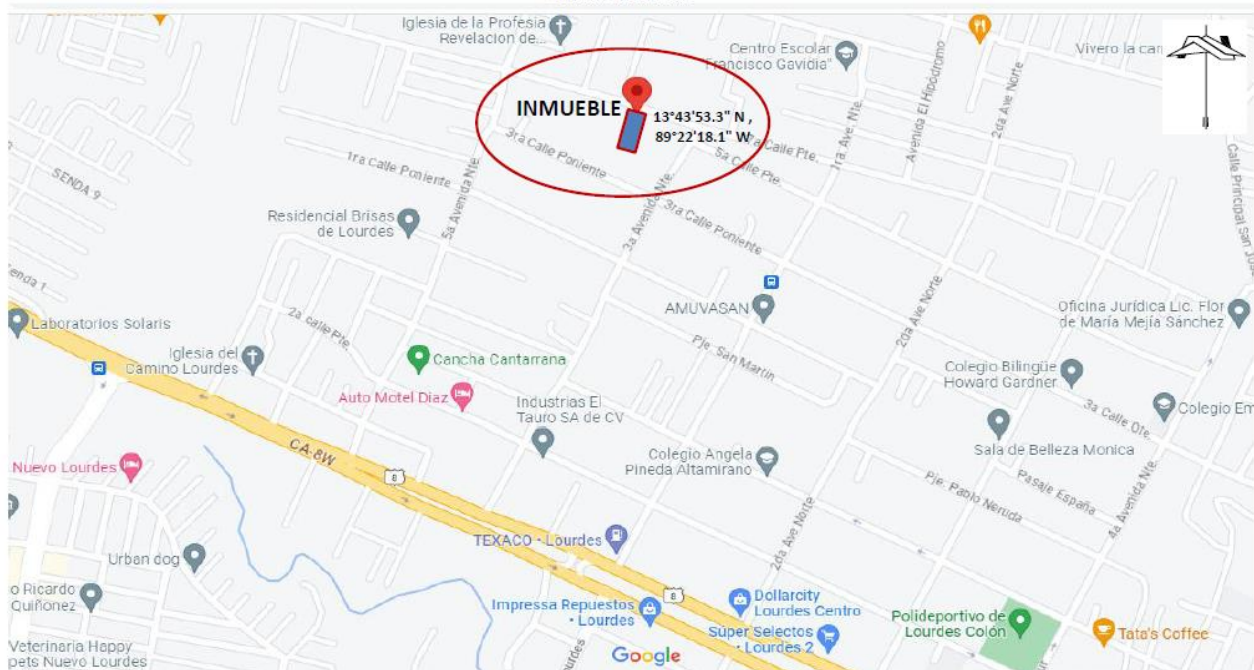 Iglesia de la Profesia
Revelacion de...
Centro Escolar
"Francisco Gavidia"
Vivero la can
INMUEBLE
13°43'53.3" N ,
89°22'18.1" W
3ra Calle Poniente
1ra Calle Poniente
5a Calle Pte.
Calle Pte.
1ra. Ave. Nte.
Avenida El Hipódromo
2da Ave Norte
Calle Principal San José
SENDA 9
5a Avenida Nte.
3a Avenida Nte.
3ra Calle Poniente
Residencial Brisas
de Lourdes
Senda 1
Laboratorios Solaris
2a calle Pte.
AMUVASAN
2da Ave Norte
Oficina Jurídica Lic. Flor
de María Mejía Sánchez
Iglesia del
Camino Lourdes
Cancha Cantarrana
Pje. San Martin
Colegio Bilingüe
Howard Gardner
Auto Motel Diaz
Industrias El
Tauro SA de CV
3a Calle Ote.
Colegio Em
CA-8W
8
Colegio Angela
Pineda Altamirano
Sala de Belleza Monica
Nuevo Lourdes
Pje. Pablo Neruda
Pasaje España
4a Avenida Nte.
2da Ave Norte
TEXACO - Lourdes
Urban dog
8
o Ricardo
Quiñonez
Impressa Repuestos
- Lourdes
Dollarcity
Lourdes Centro
Súper Selectos
- Lourdes 2
Polideportivo de
Lourdes Colón
Tata's Coffee
Veterinaria Happy
pets Nuevo Lourdes
Google